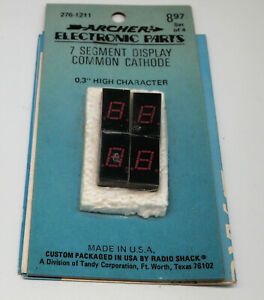 276-1211
8.97
Set
of 4
ARCHER
ELECTRONIC PARTS
7 SEGMENT DISPLAY
COMMON CATHODE
0.3" HIGH CHARACTER
MADE IN U.S.A.
CUSTOM PACKAGED IN USA BY RADIO SHACK®
A Division of Tandy Corporation, Ft. Worth, Texas 76102